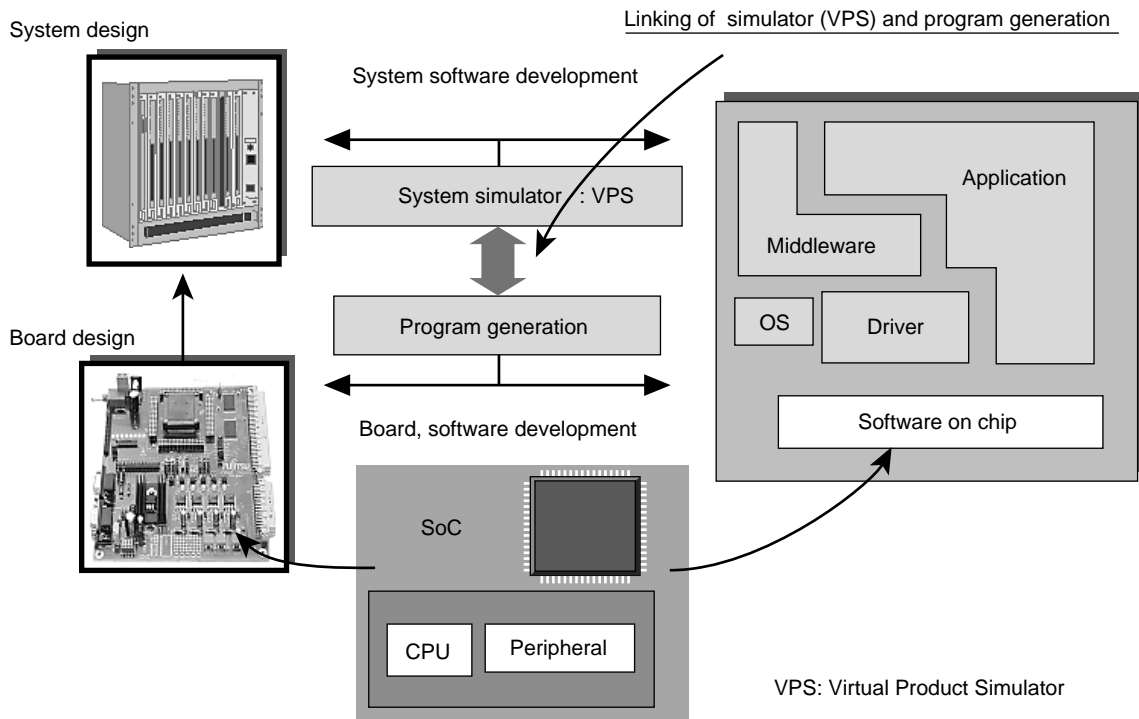 Linking of simulator (VPS) and program generation
System design
System software development
System simulator : VPS
Application
Middleware
Program generation
OS
Driver
Board design
Board, software development
Software on chip
FUJITSU
SoC
CPU
Peripheral
VPS: Virtual Product Simulator